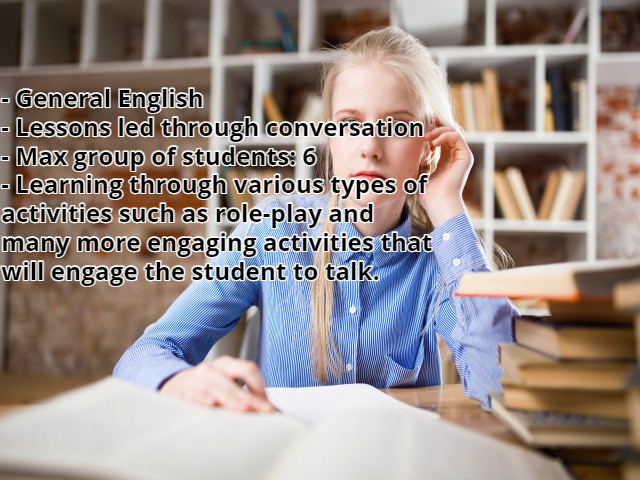 - General English
- Lessons led through conversation
- Max group of students: 6
- Learning through various types of
activities such as role-play and
many more engaging activities that
will engage the student to talk.